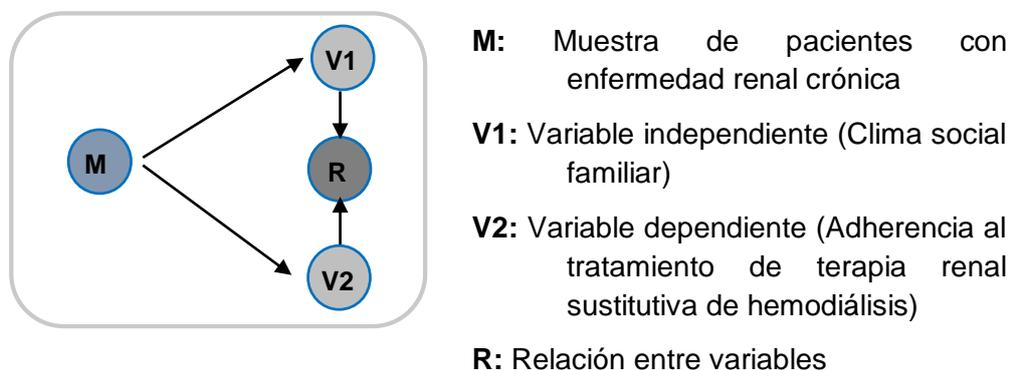 V1
M
R
V2
M: Muestra de pacientes con
enfermedad renal crónica
V1: Variable independiente (Clima social
familiar)
V2: Variable dependiente (Adherencia al
tratamiento de terapia renal
sustitutiva de hemodiálisis)
R: Relación entre variables